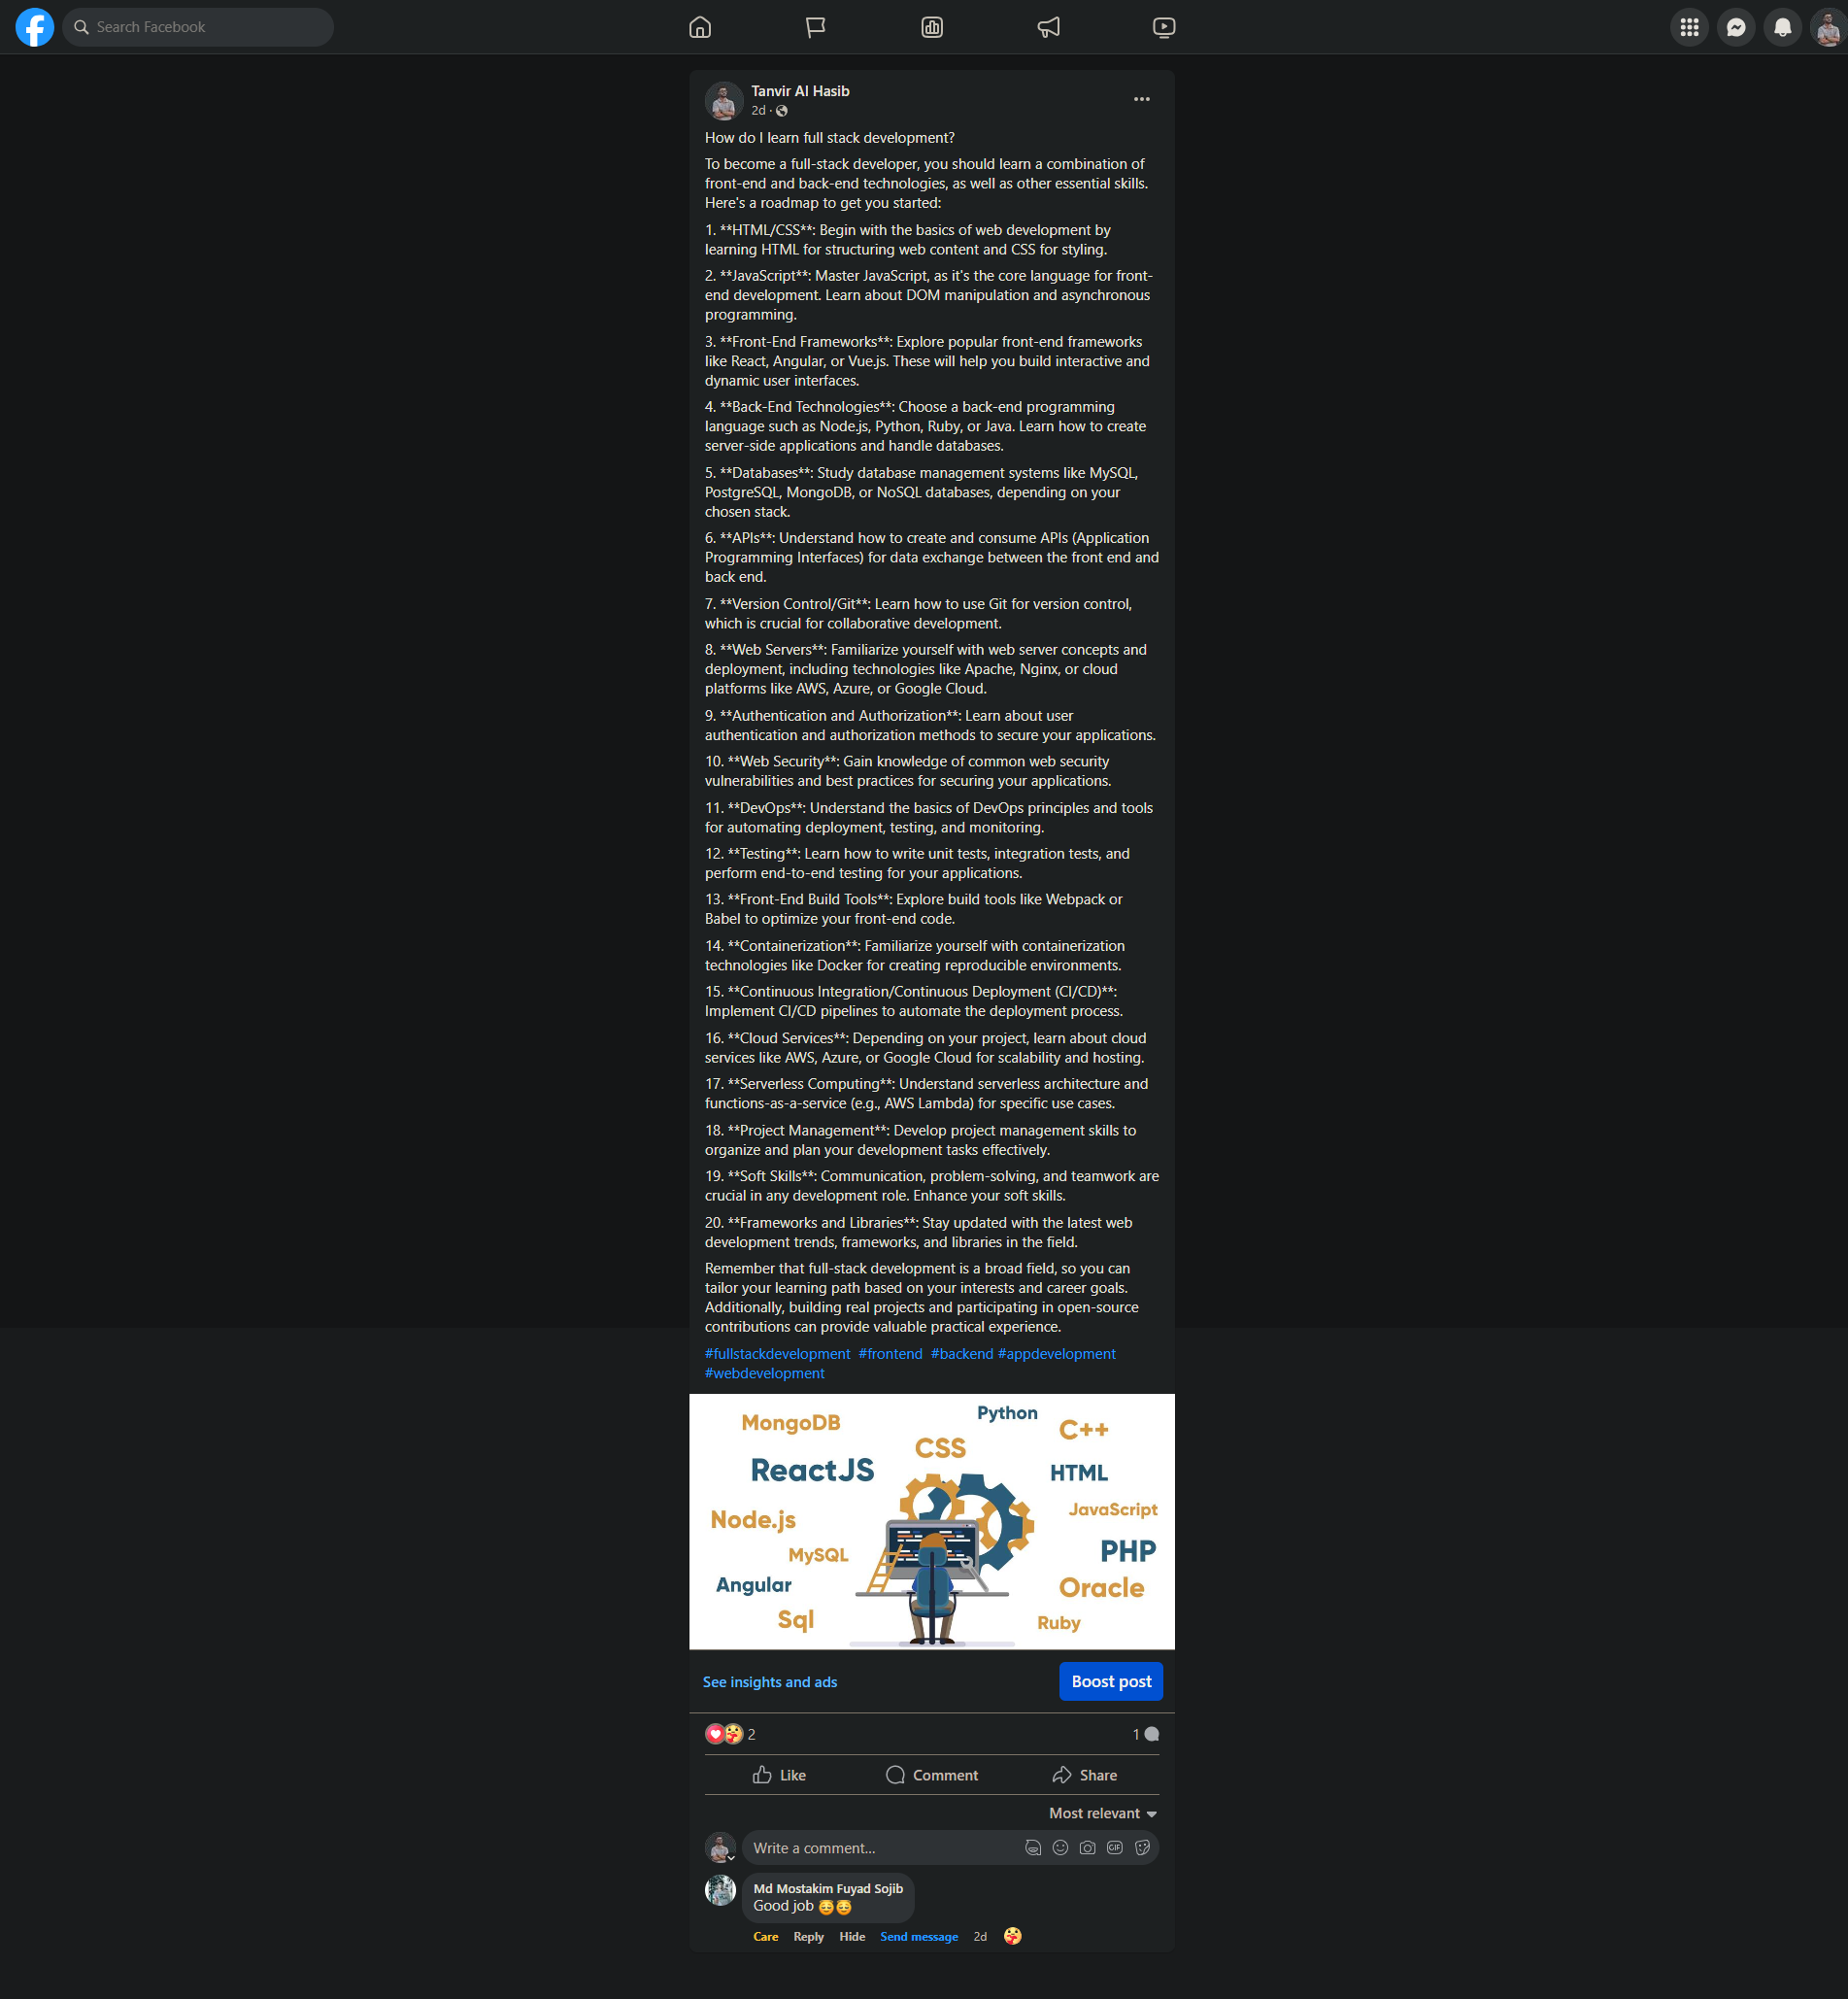 Search Facebook
Tanvir Al Hasib
2d ·
How do I learn full stack development?
To become a full-stack developer, you should learn a combination of
front-end and back-end technologies, as well as other essential skills.
Here's a roadmap to get you started:
1. **HTML/CSS**: Begin with the basics of web development by
learning HTML for structuring web content and CSS for styling.
2. **JavaScript**: Master JavaScript, as it's the core language for front-
end development. Learn about DOM manipulation and asynchronous
programming.
3. **Front-End Frameworks**: Explore popular front-end frameworks
like React, Angular, or Vue.js. These will help you build interactive and
dynamic user interfaces.
4. **Back-End Technologies**: Choose a back-end programming
language such as Node.js, Python, Ruby, or Java. Learn how to create
server-side applications and handle databases.
5. **Databases**: Study database management systems like MySQL,
PostgreSQL, MongoDB, or NoSQL databases, depending on your
chosen stack.
6. **APIs**: Understand how to create and consume APIs (Application
Programming Interfaces) for data exchange between the front end and
back end.
7. **Version Control/Git**: Learn how to use Git for version control,
which is crucial for collaborative development.
8. **Web Servers**: Familiarize yourself with web server concepts and
deployment, including technologies like Apache, Nginx, or cloud
platforms like AWS, Azure, or Google Cloud.
9. **Authentication and Authorization**: Learn about user
authentication and authorization methods to secure your applications.
10. **Web Security**: Gain knowledge of common web security
vulnerabilities and best practices for securing your applications.
11. **DevOps**: Understand the basics of DevOps principles and tools
for automating deployment, testing, and monitoring.
12. **Testing**: Learn how to write unit tests, integration tests, and
perform end-to-end testing for your applications.
13. **Front-End Build Tools**: Explore build tools like Webpack or
Babel to optimize your front-end code.
14. **Containerization**: Familiarize yourself with containerization
technologies like Docker for creating reproducible environments.
15. **Continuous Integration/Continuous Deployment (CI/CD)**:
Implement CI/CD pipelines to automate the deployment process.
16. **Cloud Services**: Depending on your project, learn about cloud
services like AWS, Azure, or Google Cloud for scalability and hosting.
17. **Serverless Computing**: Understand serverless architecture and
functions-as-a-service (e.g., AWS Lambda) for specific use cases.
18. **Project Management**: Develop project management skills to
organize and plan your development tasks effectively.
19. **Soft Skills**: Communication, problem-solving, and teamwork are
crucial in any development role. Enhance your soft skills.
20. **Frameworks and Libraries**: Stay updated with the latest web
development trends, frameworks, and libraries in the field.
Remember that full-stack development is a broad field, so you can
tailor your learning path based on your interests and career goals.
Additionally, building real projects and participating in open-source
contributions can provide valuable practical experience.
#fullstackdevelopment #frontend #backend #appdevelopment
#webdevelopment
MongoDB
Python
C++
CSS
ReactJS
HTML
JavaScript
Node.js
PHP
MySQL
Angular
Oracle
Sql
Ruby
See insights and ads
Boost post
2
1
Like
Comment
Share
Most relevant
Write a comment...
GIF
Md Mostakim Fuyad Sojib
Good job 😇😇
Care Reply Hide Send message 2d